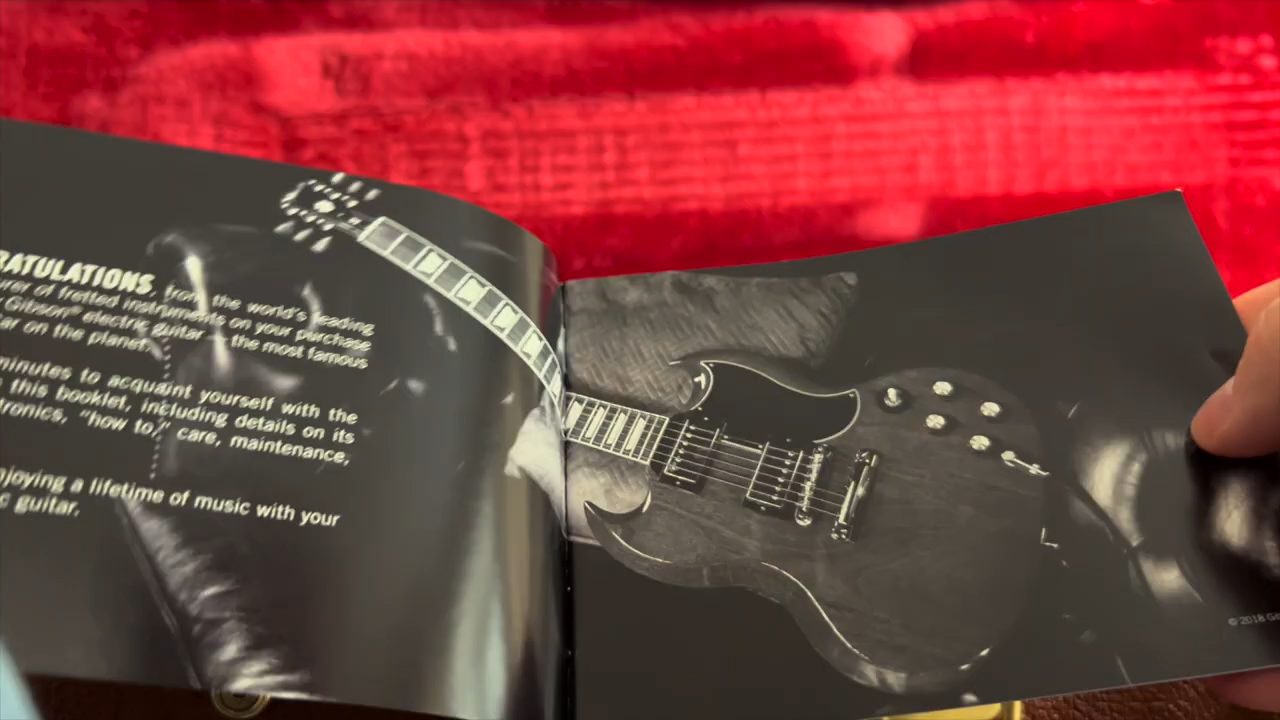 RATULATIONS, from the world's leading
urer of fretted instruments on your purchase
Gibson® electric guitar – the most famous
ar on the planet.
minutes to acquaint yourself with the
this booklet, including details on its
tronics, "how to," care, maintenance,
njoying a lifetime of music with your
c guitar.
© 2018 Gi